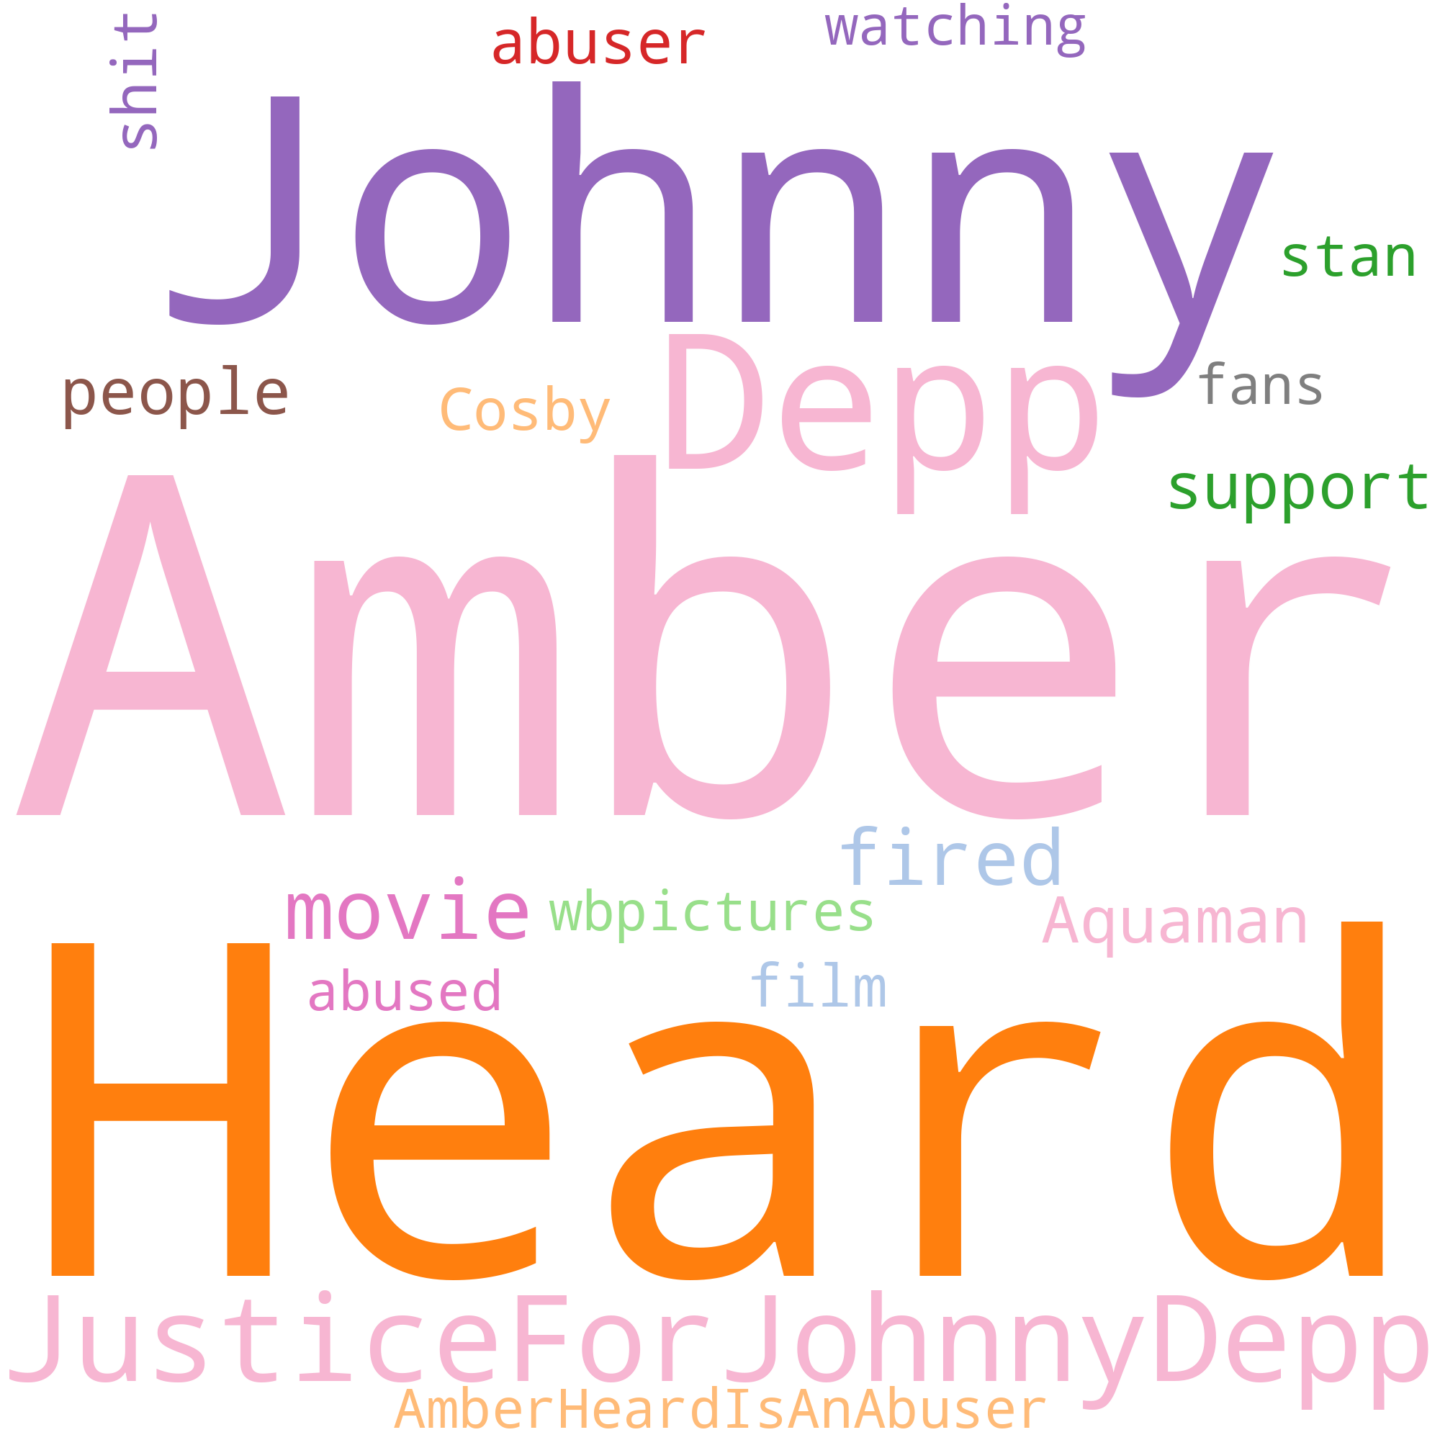 shit
abuser
watching
Johnny
stan
Depp
people
Cosby
fans
support
Amber
fired
movie
wbpictures
Aquaman
abused
film
Heard
JusticeForJohnnyDepp
AmberHeardIsAnAbuser